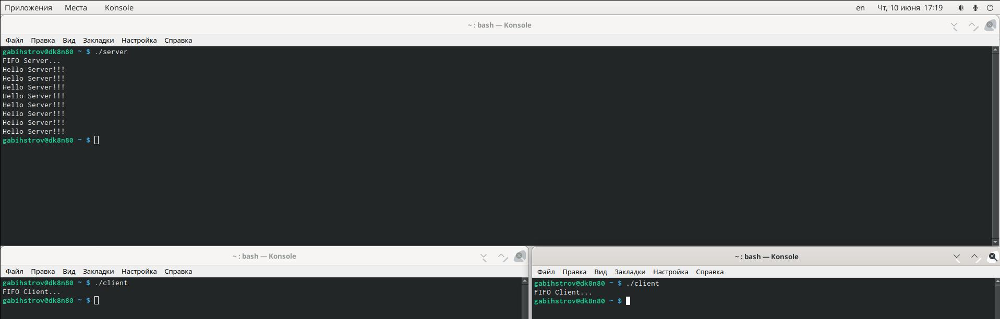 Приложения Места Konsole en Чт, 10 июня 17:19
~ : bash — Konsole
Файл Правка Вид Закладки Настройка Справка
gabihstrov@dk8n80 ~ $ ./server
FIFO Server...
Hello Server!!!
Hello Server!!!
Hello Server!!!
Hello Server!!!
Hello Server!!!
Hello Server!!!
Hello Server!!!
Hello Server!!!
gabihstrov@dk8n80 ~ $
~ : bash — Konsole
Файл Правка Вид Закладки Настройка Справка
gabihstrov@dk8n80 ~ $ ./client
FIFO Client...
gabihstrov@dk8n80 ~ $
~ : bash — Konsole
Файл Правка Вид Закладки Настройка Справка
gabihstrov@dk8n80 ~ $ ./client
FIFO Client...
gabihstrov@dk8n80 ~ $